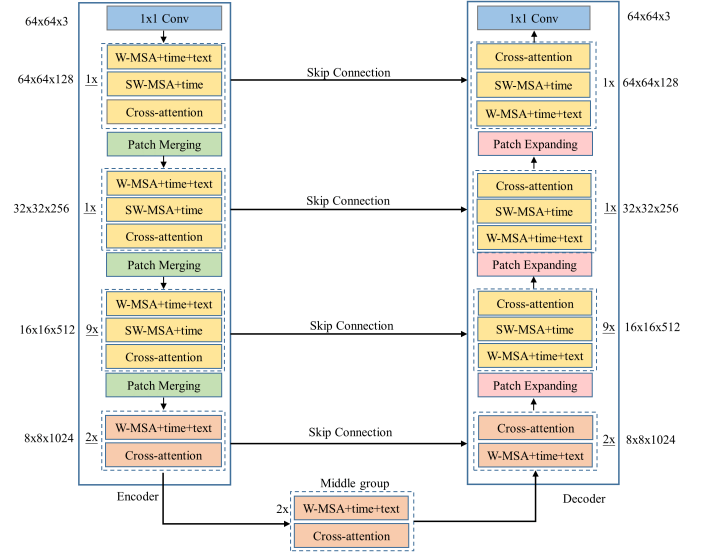 64x64x3
1x1 Conv
1x1 Conv
64x64x3
W-MSA+time+text
Cross-attention
64x64x128
1x
SW-MSA+time
Skip Connection
SW-MSA+time
1x
64x64x128
Cross-attention
W-MSA+time+text
Patch Merging
Patch Expanding
W-MSA+time+text
Cross-attention
32x32x256
1x
SW-MSA+time
Skip Connection
SW-MSA+time
1x
32x32x256
Cross-attention
W-MSA+time+text
Patch Merging
Patch Expanding
W-MSA+time+text
Cross-attention
16x16x512
9x
SW-MSA+time
Skip Connection
SW-MSA+time
9x
16x16x512
Cross-attention
W-MSA+time+text
Patch Merging
Patch Expanding
W-MSA+time+text
Cross-attention
8x8x1024
2x
Skip Connection
2x
8x8x1024
Cross-attention
W-MSA+time+text
Encoder
Middle group
Decoder
2x
W-MSA+time+text
Cross-attention